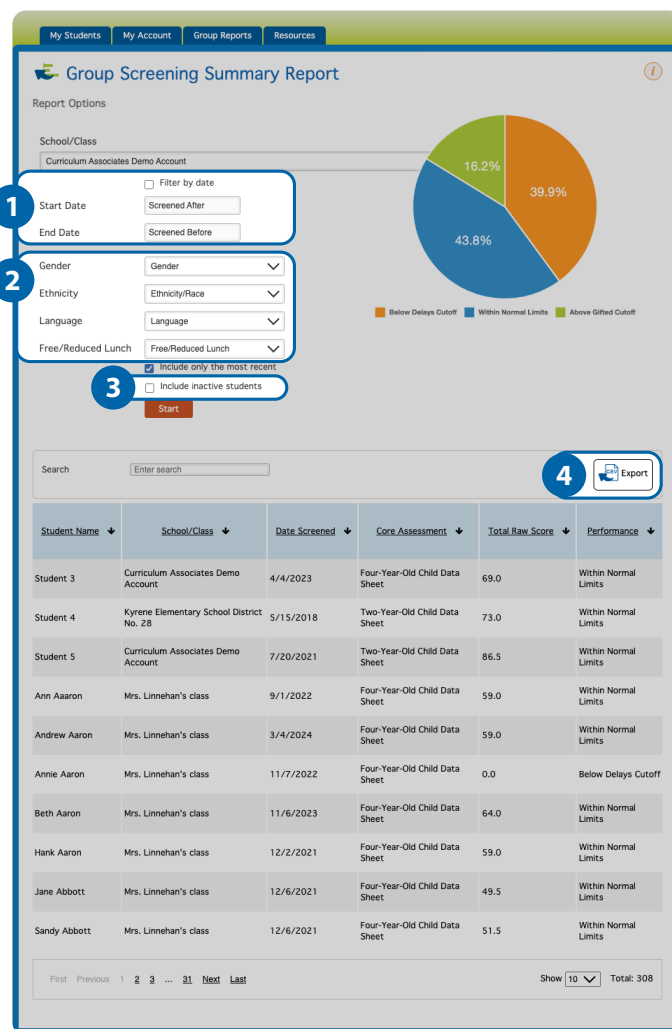 My Students My Account Group Reports Resources
Group Screening Summary Report
i
Report Options
School/Class
Curriculum Associates Demo Account
16.2%
39.9%
43.8%
Below Delays Cutoff Within Normal Limits Above Gifted Cutoff
1
Filter by date
Start Date Screened After
End Date Screened Before
2
Gender Gender
Ethnicity Ethnicity/Race
Language Language
Free/Reduced Lunch Free/Reduced Lunch
Include only the most recent
3
Include inactive students
Start
Search Enter search
4
CSV Export
Student Name School/Class Date Screened Core Assessment Total Raw Score Performance
Student 3 Curriculum Associates Demo Account 4/4/2023 Four-Year-Old Child Data Sheet 69.0 Within Normal Limits
Student 4 Kyrene Elementary School District No. 28 5/15/2018 Two-Year-Old Child Data Sheet 73.0 Within Normal Limits
Student 5 Curriculum Associates Demo Account 7/20/2021 Two-Year-Old Child Data Sheet 86.5 Within Normal Limits
Ann Aaaron Mrs. Linnehan's class 9/1/2022 Four-Year-Old Child Data Sheet 59.0 Within Normal Limits
Andrew Aaron Mrs. Linnehan's class 3/4/2024 Four-Year-Old Child Data Sheet 59.0 Within Normal Limits
Annie Aaron Mrs. Linnehan's class 11/7/2022 Four-Year-Old Child Data Sheet 0.0 Below Delays Cutoff
Beth Aaron Mrs. Linnehan's class 11/6/2023 Four-Year-Old Child Data Sheet 64.0 Within Normal Limits
Hank Aaron Mrs. Linnehan's class 12/2/2021 Four-Year-Old Child Data Sheet 59.0 Within Normal Limits
Jane Abbott Mrs. Linnehan's class 12/6/2021 Four-Year-Old Child Data Sheet 49.5 Within Normal Limits
Sandy Abbott Mrs. Linnehan's class 12/6/2021 Four-Year-Old Child Data Sheet 51.5 Within Normal Limits
First Previous 1 2 3 ... 31 Next Last Show 10 Total: 308